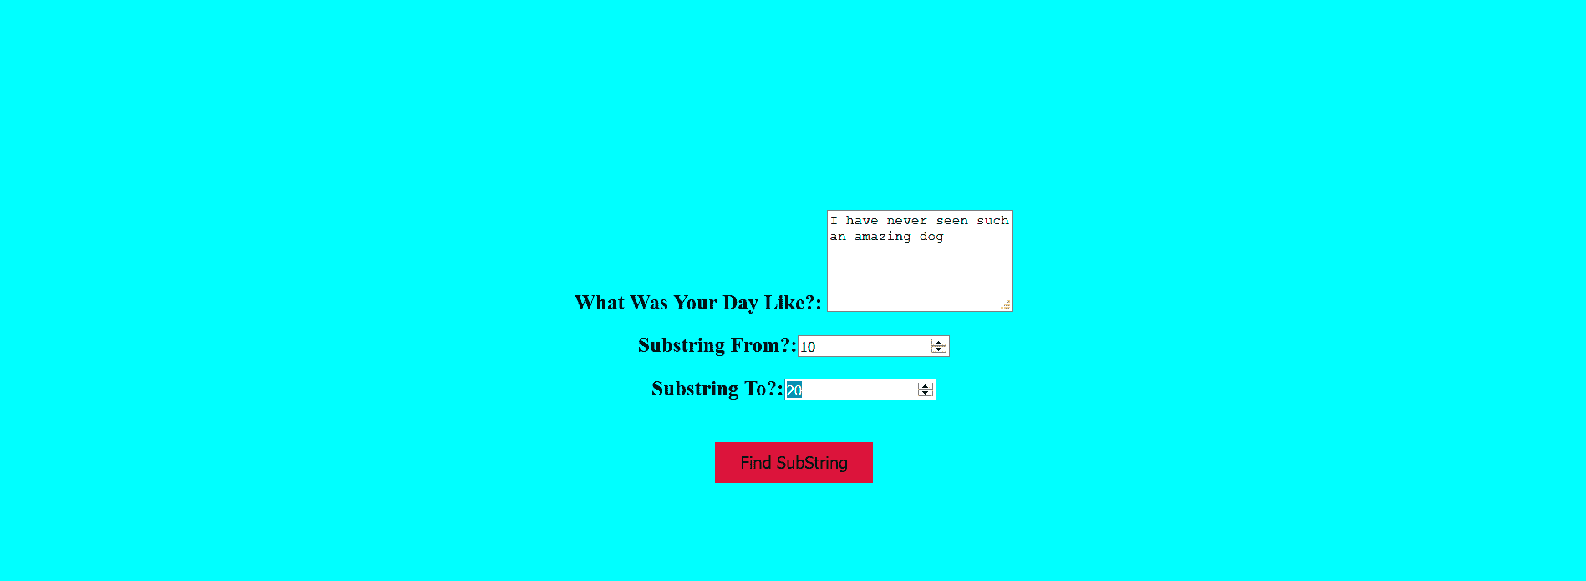 I have never seen such
an amazing dog
What Was Your Day Like?:
Substring From?: 10
Substring To?: 20
Find SubString